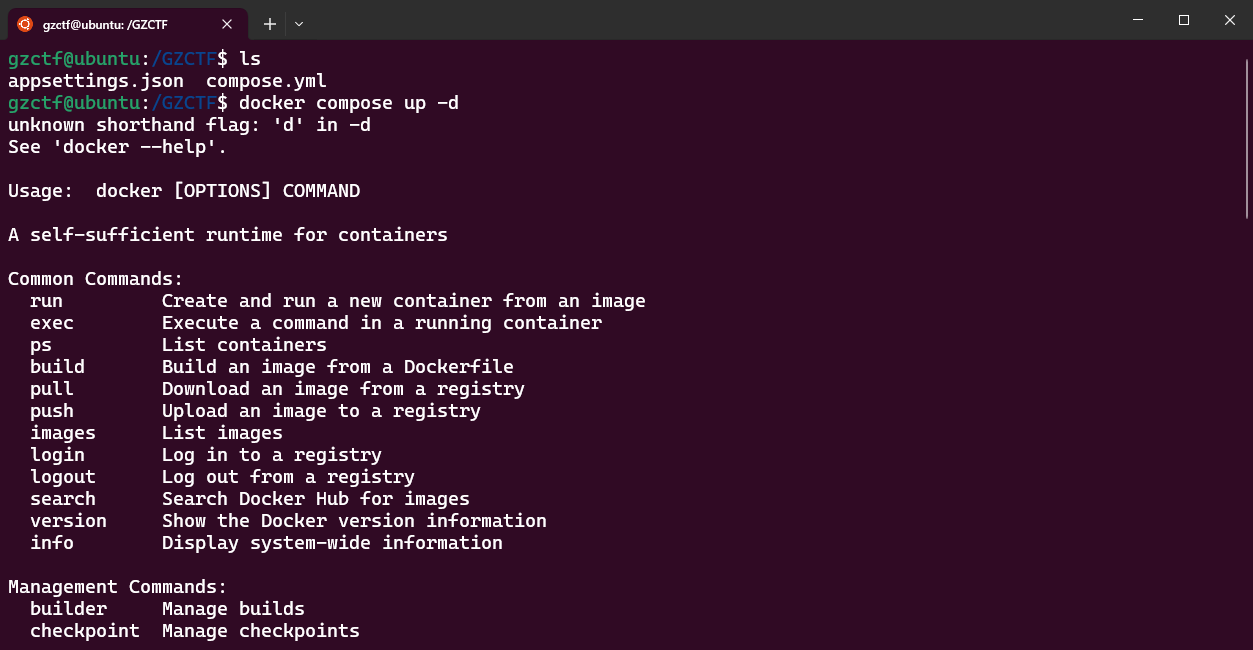 gzctf@ubuntu: /GZCTF
gzctf@ubuntu:/GZCTF$ ls
appsettings.json  compose.yml
gzctf@ubuntu:/GZCTF$ docker compose up -d
unknown shorthand flag: 'd' in -d
See 'docker --help'.
Usage:  docker [OPTIONS] COMMAND
A self-sufficient runtime for containers
Common Commands:
  run         Create and run a new container from an image
  exec        Execute a command in a running container
  ps          List containers
  build       Build an image from a Dockerfile
  pull        Download an image from a registry
  push        Upload an image to a registry
  images      List images
  login       Log in to a registry
  logout      Log out from a registry
  search      Search Docker Hub for images
  version     Show the Docker version information
  info        Display system-wide information
Management Commands:
  builder     Manage builds
  checkpoint  Manage checkpoints